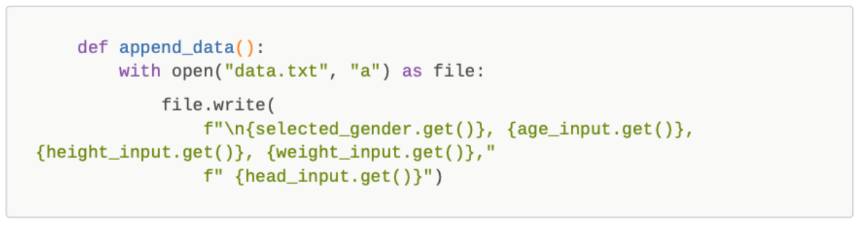 def append_data():
with open("data.txt", "a") as file:
file.write(
f"\n{selected_gender.get()}, {age_input.get()},
{height_input.get()}, {weight_input.get()},"
f" {head_input.get()}")